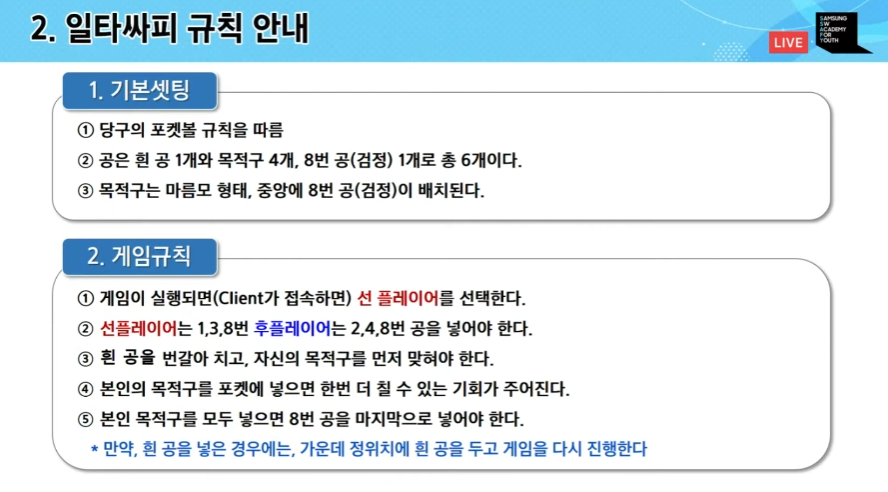 2. 일타싸피 규칙 안내
LIVE
SAMSUNG
SW
ACADEMY
FOR
YOUTH
1. 기본셋팅
① 당구의 포켓볼 규칙을 따름
② 공은 흰 공 1개와 목적구 4개, 8번 공(검정) 1개로 총 6개이다.
③ 목적구는 마름모 형태, 중앙에 8번 공(검정)이 배치된다.
2. 게임규칙
① 게임이 실행되면(Client가 접속하면) 선 플레이어를 선택한다.
② 선플레이어는 1,3,8번 후플레이어는 2,4,8번 공을 넣어야 한다.
③ 흰 공을 번갈아 치고, 자신의 목적구를 먼저 맞혀야 한다.
④ 본인의 목적구를 포켓에 넣으면 한번 더 칠 수 있는 기회가 주어진다.
⑤ 본인 목적구를 모두 넣으면 8번 공을 마지막으로 넣어야 한다.
* 만약, 흰 공을 넣은 경우에는, 가운데 정위치에 흰 공을 두고 게임을 다시 진행한다